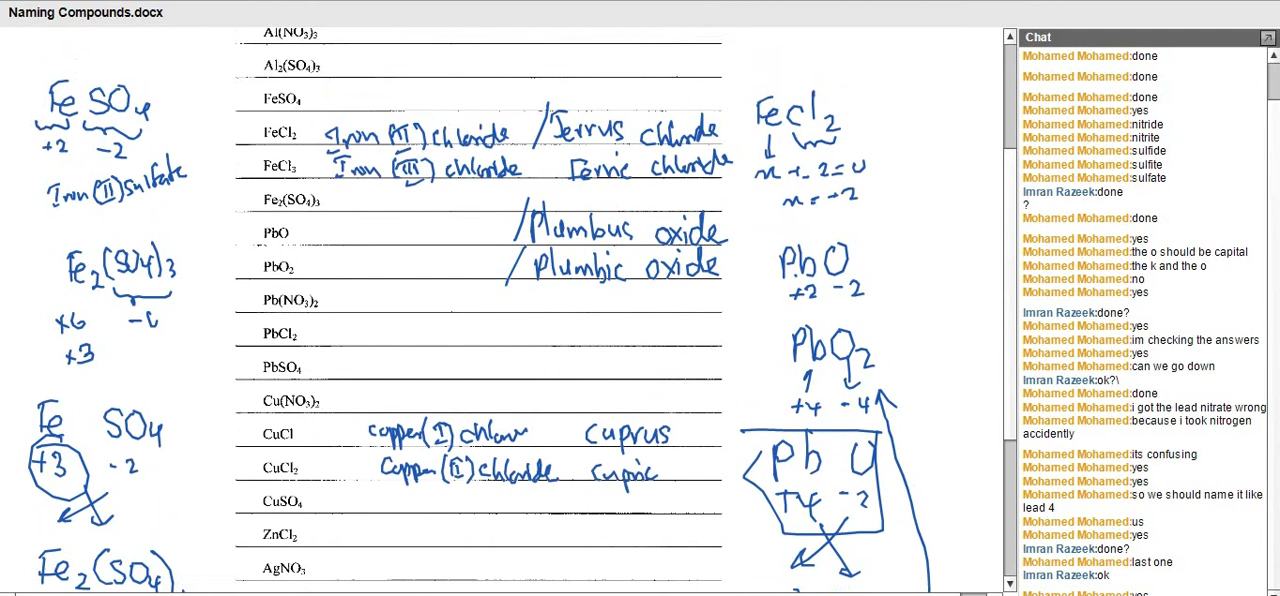 Naming Compounds.docx
Al(NO₃)₃
Al₂(SO₄)₃
FeSO₄
FeCl₂ Iron (II) chloride / Ferrus chloride
FeCl₃ Iron (III) chloride Ferric chloride
Fe₂(SO₄)₃
PbO / Plumbus oxide
PbO₂ / Plumbic oxide
Pb(NO₃)₂
PbCl₂
PbSO₄
Cu(NO₃)₂
CuCl copper (I) cuprus
CuCl₂ Copper (II) chloride cupric
CuSO₄
ZnCl₂
AgNO₃
FeSO₄
+2 -2
Iron (II) Sulfate
Fe₂(SO₄)₃
+6 -6
+3
Fe SO₄
+3 -2
Fe₂(SO₄)
FeCl₂
x + - 2 = 0
x = +2
PbO
+2 -2
PbO₂
+4 -4
Pb O
+4 -2
Chat
Mohamed Mohamed:done
Mohamed Mohamed:done
Mohamed Mohamed:done
Mohamed Mohamed:yes
Mohamed Mohamed:nitride
Mohamed Mohamed:nitrite
Mohamed Mohamed:sulfide
Mohamed Mohamed:sulfite
Mohamed Mohamed:sulfate
Imran Razeek:done
?
Mohamed Mohamed:done
Mohamed Mohamed:yes
Mohamed Mohamed:the o should be capital
Mohamed Mohamed:the k and the o
Mohamed Mohamed:no
Mohamed Mohamed:yes
Imran Razeek:done?
Mohamed Mohamed:yes
Mohamed Mohamed:im checking the answers
Mohamed Mohamed:yes
Mohamed Mohamed:can we go down
Imran Razeek:ok?\
Mohamed Mohamed:done
Mohamed Mohamed:i got the lead nitrate wrong
Mohamed Mohamed:because i took nitrogen
accidently
Mohamed Mohamed:its confusing
Mohamed Mohamed:yes
Mohamed Mohamed:yes
Mohamed Mohamed:so we should name it like
lead 4
Mohamed Mohamed:us
Mohamed Mohamed:yes
Imran Razeek:done?
Mohamed Mohamed:last one
Imran Razeek:ok
Mohamed Mohamed:yes